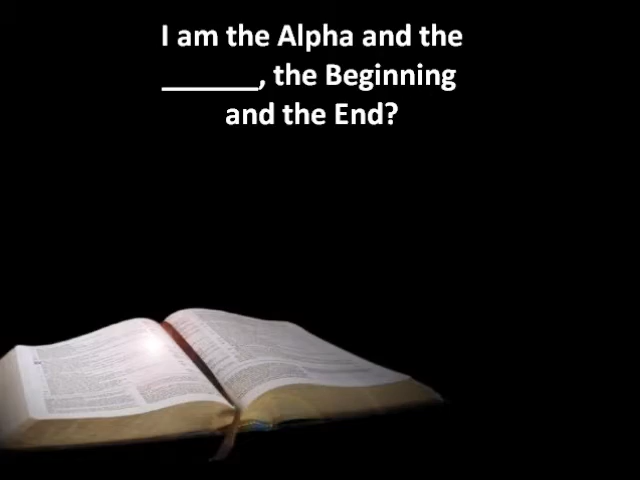 I am the Alpha and the
______, the Beginning
and the End?